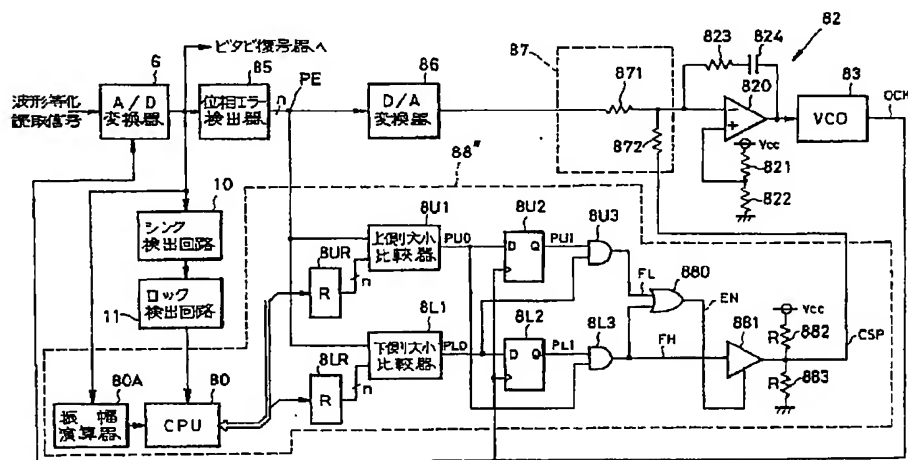 ビタビ復号器へ
82
823
824
6
85
PE
86
87
871
820
83
OCK
波形等化
読取信号
A/D
変換器
位相エラー
検出器
n
D/A
変換器
872
VCO
Vcc
821
822
88"
10
シンク
検出回路
11
ロック
検出回路
8UR
R
n
8U1
上側大小
比較器
PU0
8U2
D
Q
PU1
8U3
FL
880
EN
8L1
下側大小
比較器
PL0
8L2
D
Q
PL1
8L3
FH
881
Vcc
R
882
CSP
R
883
8LR
R
n
80A
振幅
演算器
80
CPU